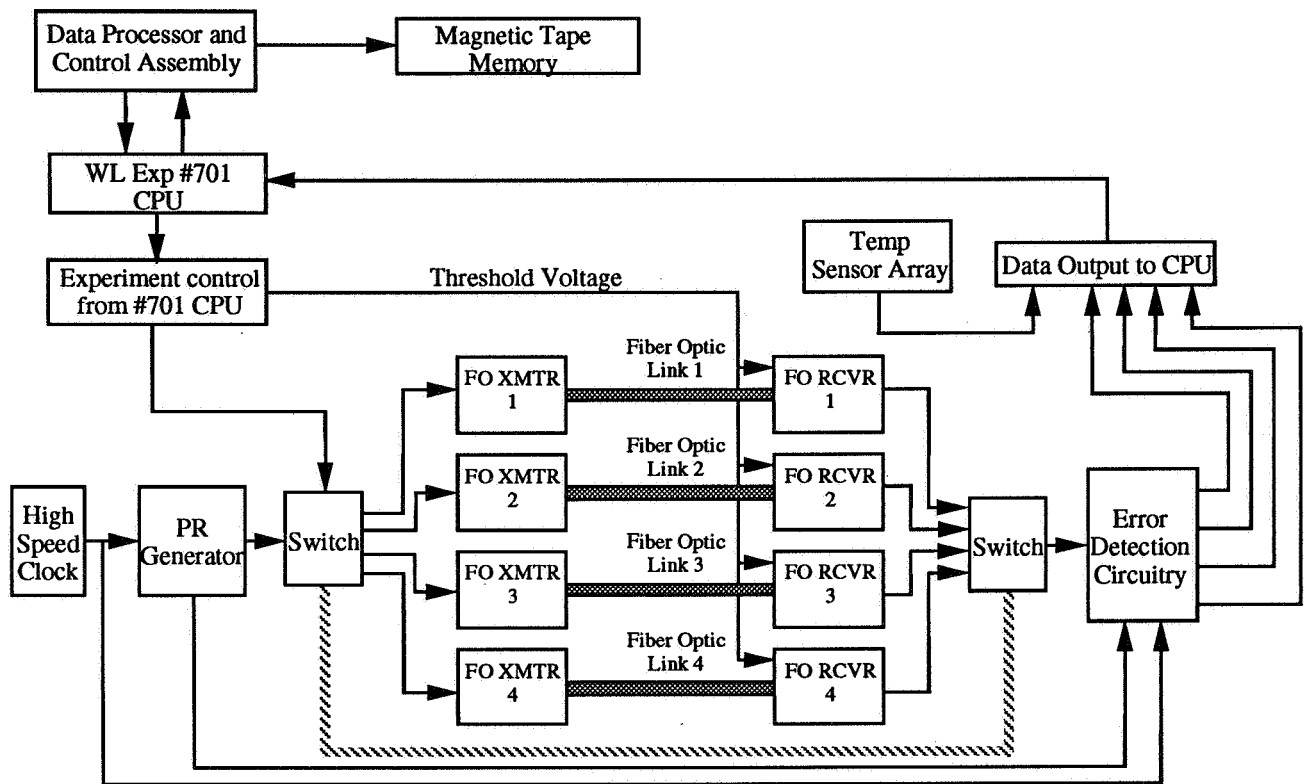 Data Processor and
Control Assembly
Magnetic Tape
Memory
WL Exp #701
CPU
Experiment control
from #701 CPU
Threshold Voltage
Temp
Sensor Array
Data Output to CPU
Fiber Optic
Link 1
FO XMTR
1
FO RCVR
1
Fiber Optic
Link 2
FO XMTR
2
FO RCVR
2
High
Speed
Clock
PR
Generator
Switch
Fiber Optic
Link 3
FO XMTR
3
FO RCVR
3
Switch
Error
Detection
Circuitry
Fiber Optic
Link 4
FO XMTR
4
FO RCVR
4